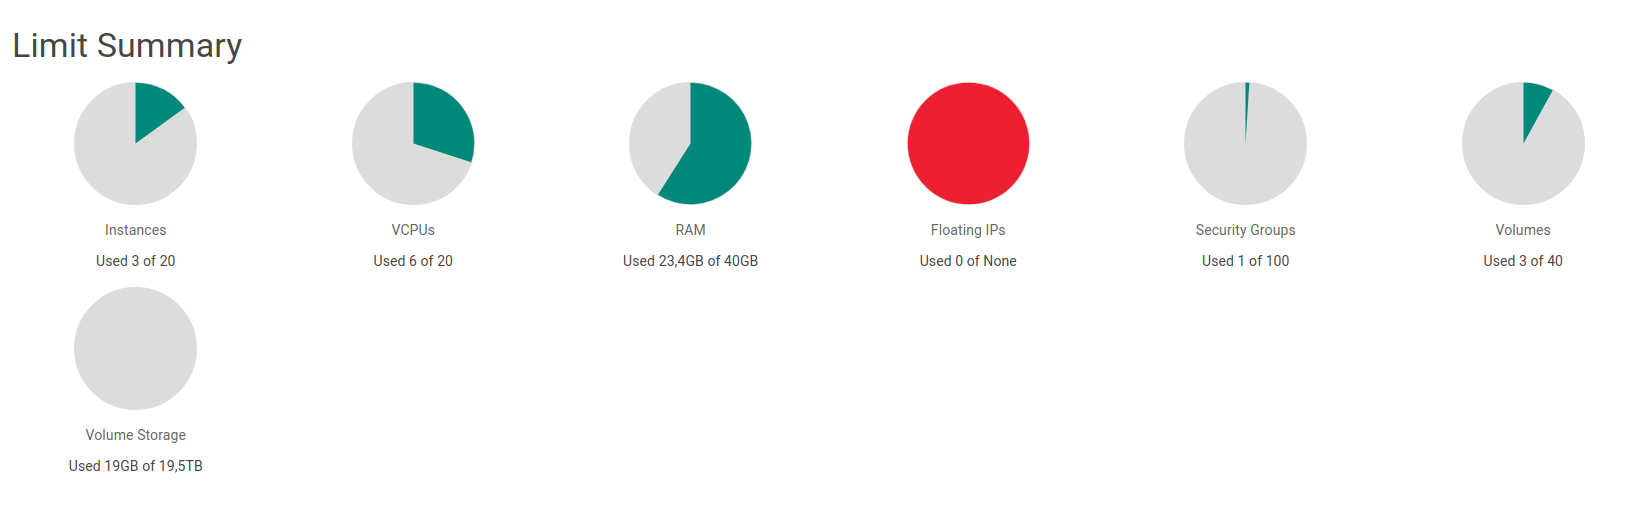 Limit Summary
Instances
Used 3 of 20
VCPUs
Used 6 of 20
RAM
Used 23,4GB of 40GB
Floating IPs
Used 0 of None
Security Groups
Used 1 of 100
Volumes
Used 3 of 40
Volume Storage
Used 19GB of 19,5TB